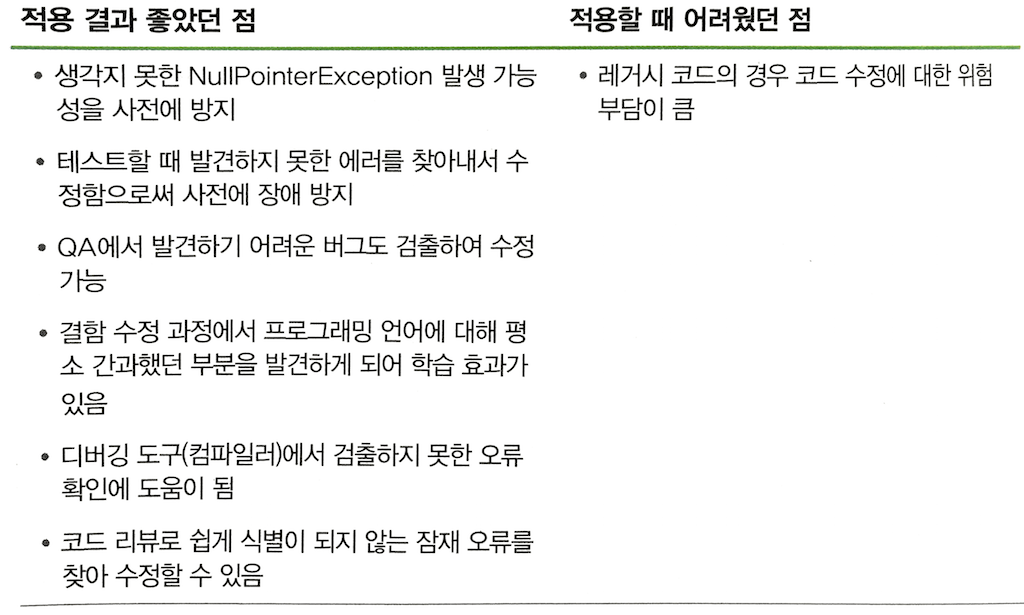 적용 결과 좋았던 점
적용할 때 어려웠던 점
• 생각지 못한 NullPointerException 발생 가능
성을 사전에 방지
• 테스트할 때 발견하지 못한 에러를 찾아내서 수
정함으로써 사전에 장애 방지
• QA에서 발견하기 어려운 버그도 검출하여 수정
가능
• 결함 수정 과정에서 프로그래밍 언어에 대해 평
소 간과했던 부분을 발견하게 되어 학습 효과가
있음
• 디버깅 도구(컴파일러)에서 검출하지 못한 오류
확인에 도움이 됨
• 코드 리뷰로 쉽게 식별이 되지 않는 잠재 오류를
찾아 수정할 수 있음
• 레거시 코드의 경우 코드 수정에 대한 위험
부담이 큼